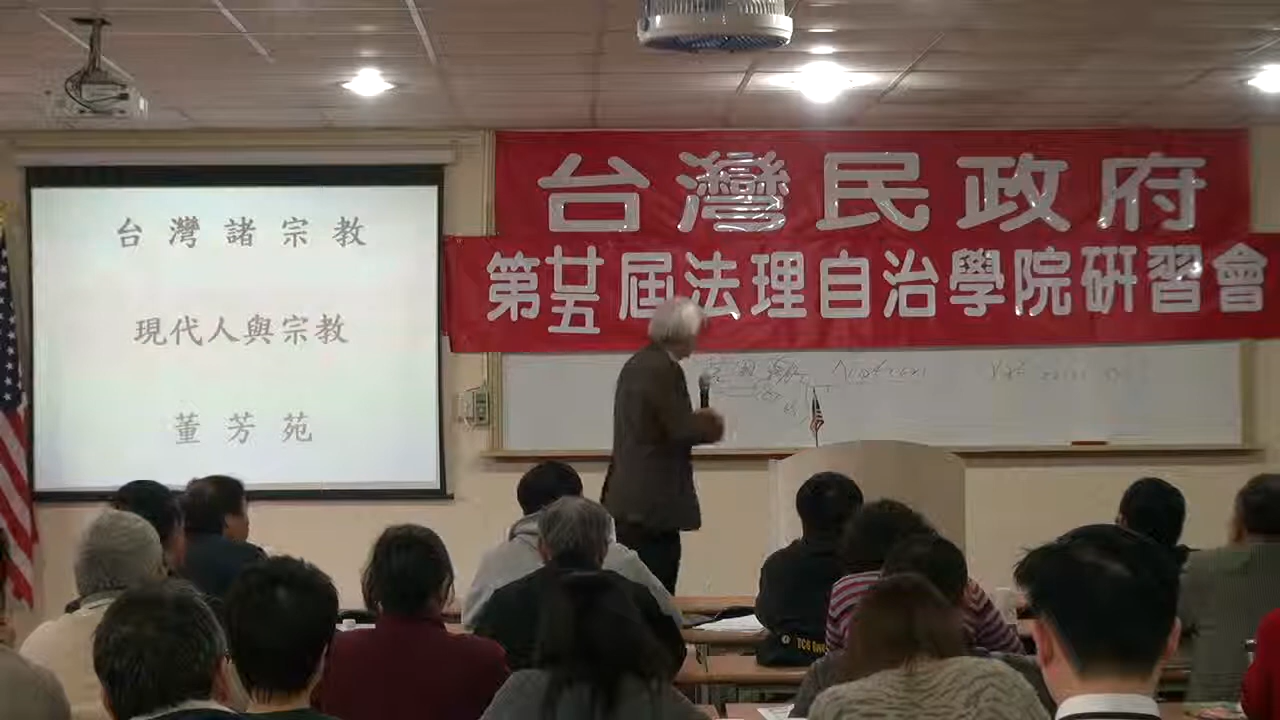 台灣諸宗教
現代人與宗教
董芳苑
台灣民政府
第廿五屆法理自治學院研習會